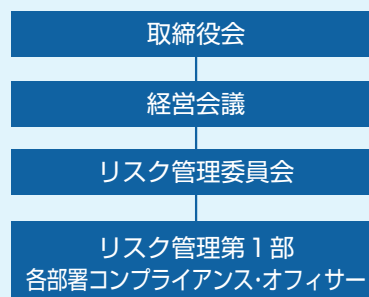 取締役会
経営会議
リスク管理委員会
リスク管理第1部
各部署コンプライアンス・オフィサー